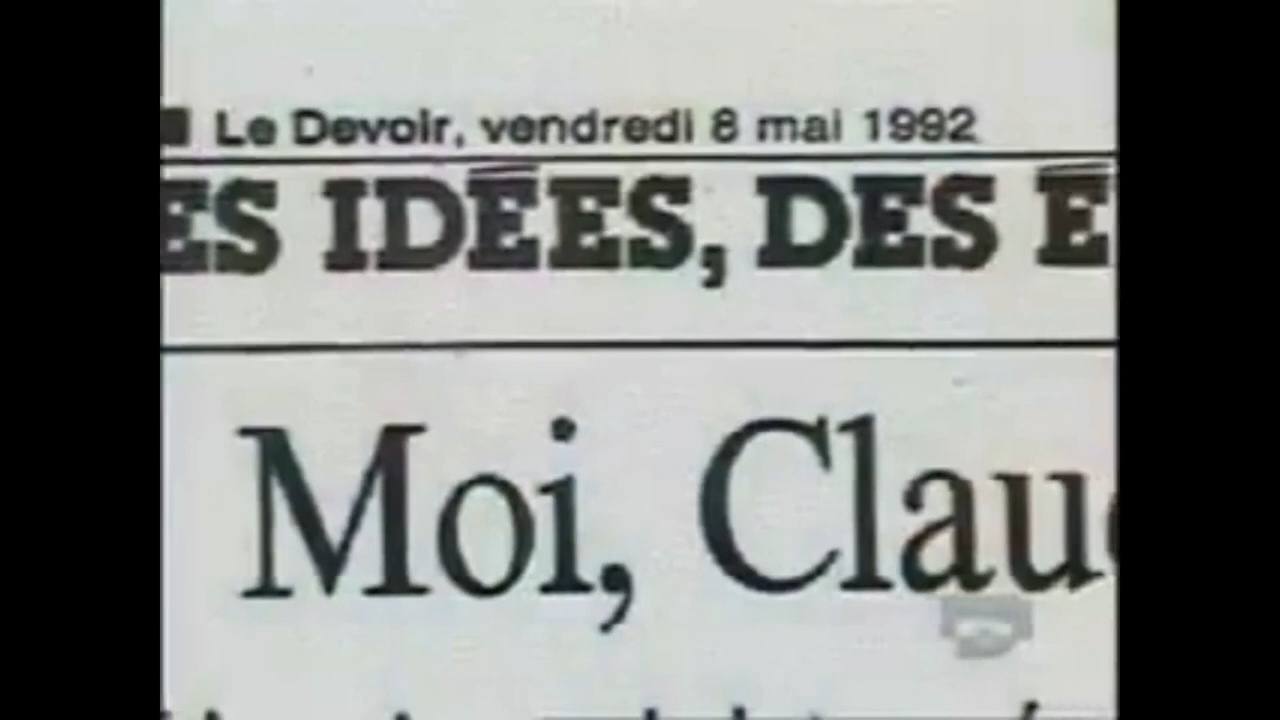 Le Devoir, vendredi 8 mai 1992
ES IDÉES, DES É
Moi, Clau